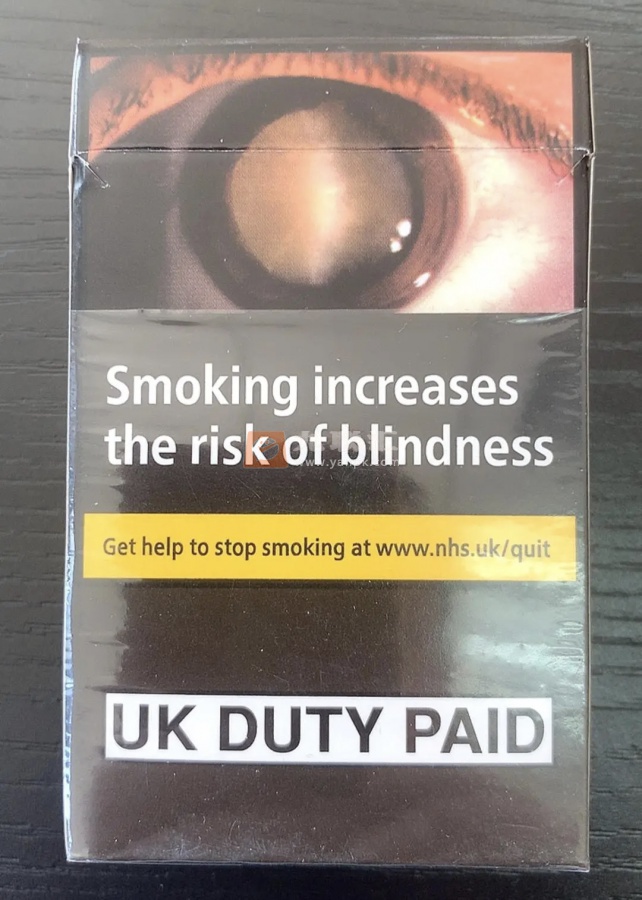 Smoking increases
the risk of blindness
Get help to stop smoking at www.nhs.uk/quit
UK DUTY PAID